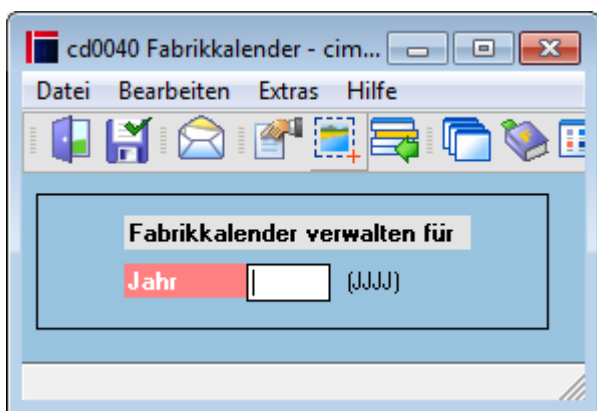 cd0040 Fabrikkalender - cim...
Datei Bearbeiten Extras Hilfe
Fabrikkalender verwalten für
Jahr (JJJJ)